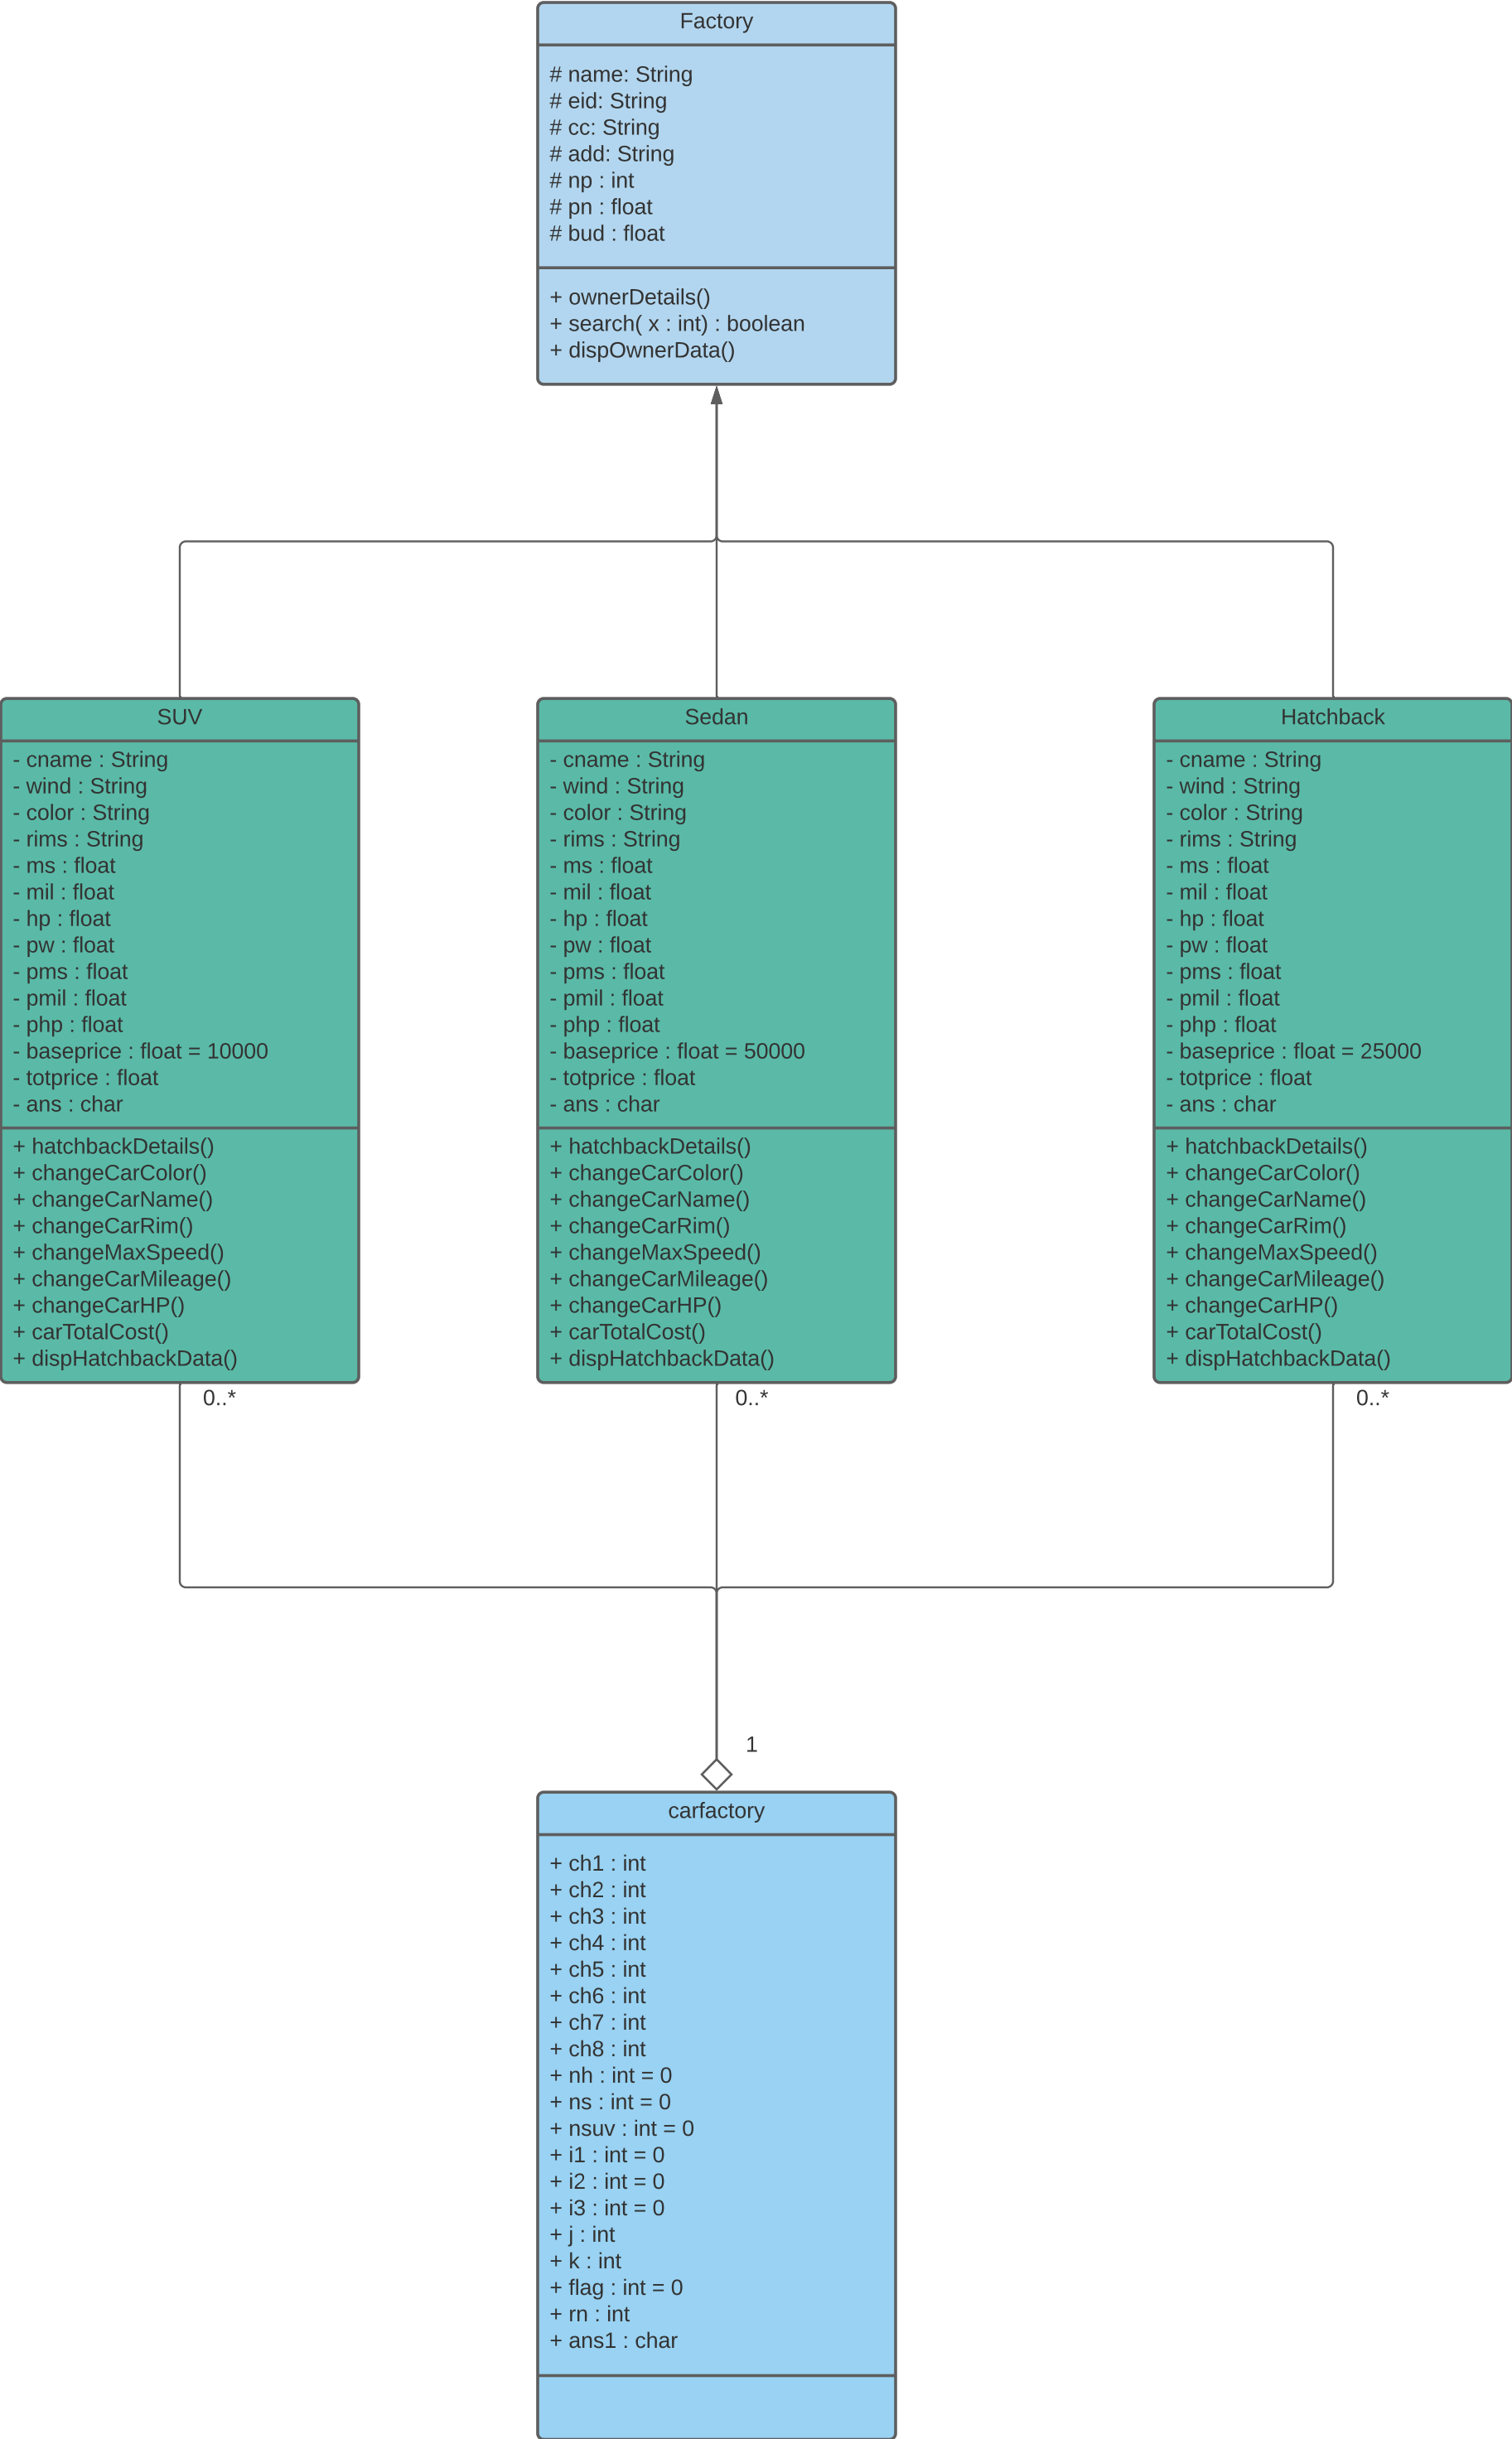 Factory
# name: String
# eid: String
# cc: String
# add: String
# np : int
# pn : float
# bud : float
+ ownerDetails()
+ search( x : int) : boolean
+ dispOwnerData()
SUV
- cname : String
- wind : String
- color : String
- rims : String
- ms : float
- mil : float
- hp : float
- pw : float
- pms : float
- pmil : float
- php : float
- baseprice : float = 10000
- totprice : float
- ans : char
+ hatchbackDetails()
+ changeCarColor()
+ changeCarName()
+ changeCarRim()
+ changeMaxSpeed()
+ changeCarMileage()
+ changeCarHP()
+ carTotalCost()
+ dispHatchbackData()
0..*
Sedan
- cname : String
- wind : String
- color : String
- rims : String
- ms : float
- mil : float
- hp : float
- pw : float
- pms : float
- pmil : float
- php : float
- baseprice : float = 50000
- totprice : float
- ans : char
+ hatchbackDetails()
+ changeCarColor()
+ changeCarName()
+ changeCarRim()
+ changeMaxSpeed()
+ changeCarMileage()
+ changeCarHP()
+ carTotalCost()
+ dispHatchbackData()
0..*
Hatchback
- cname : String
- wind : String
- color : String
- rims : String
- ms : float
- mil : float
- hp : float
- pw : float
- pms : float
- pmil : float
- php : float
- baseprice : float = 25000
- totprice : float
- ans : char
+ hatchbackDetails()
+ changeCarColor()
+ changeCarName()
+ changeCarRim()
+ changeMaxSpeed()
+ changeCarMileage()
+ changeCarHP()
+ carTotalCost()
+ dispHatchbackData()
0..*
1
carfactory
+ ch1 : int
+ ch2 : int
+ ch3 : int
+ ch4 : int
+ ch5 : int
+ ch6 : int
+ ch7 : int
+ ch8 : int
+ nh : int = 0
+ ns : int = 0
+ nsuv : int = 0
+ i1 : int = 0
+ i2 : int = 0
+ i3 : int = 0
+ j : int
+ k : int
+ flag : int = 0
+ rn : int
+ ans1 : char